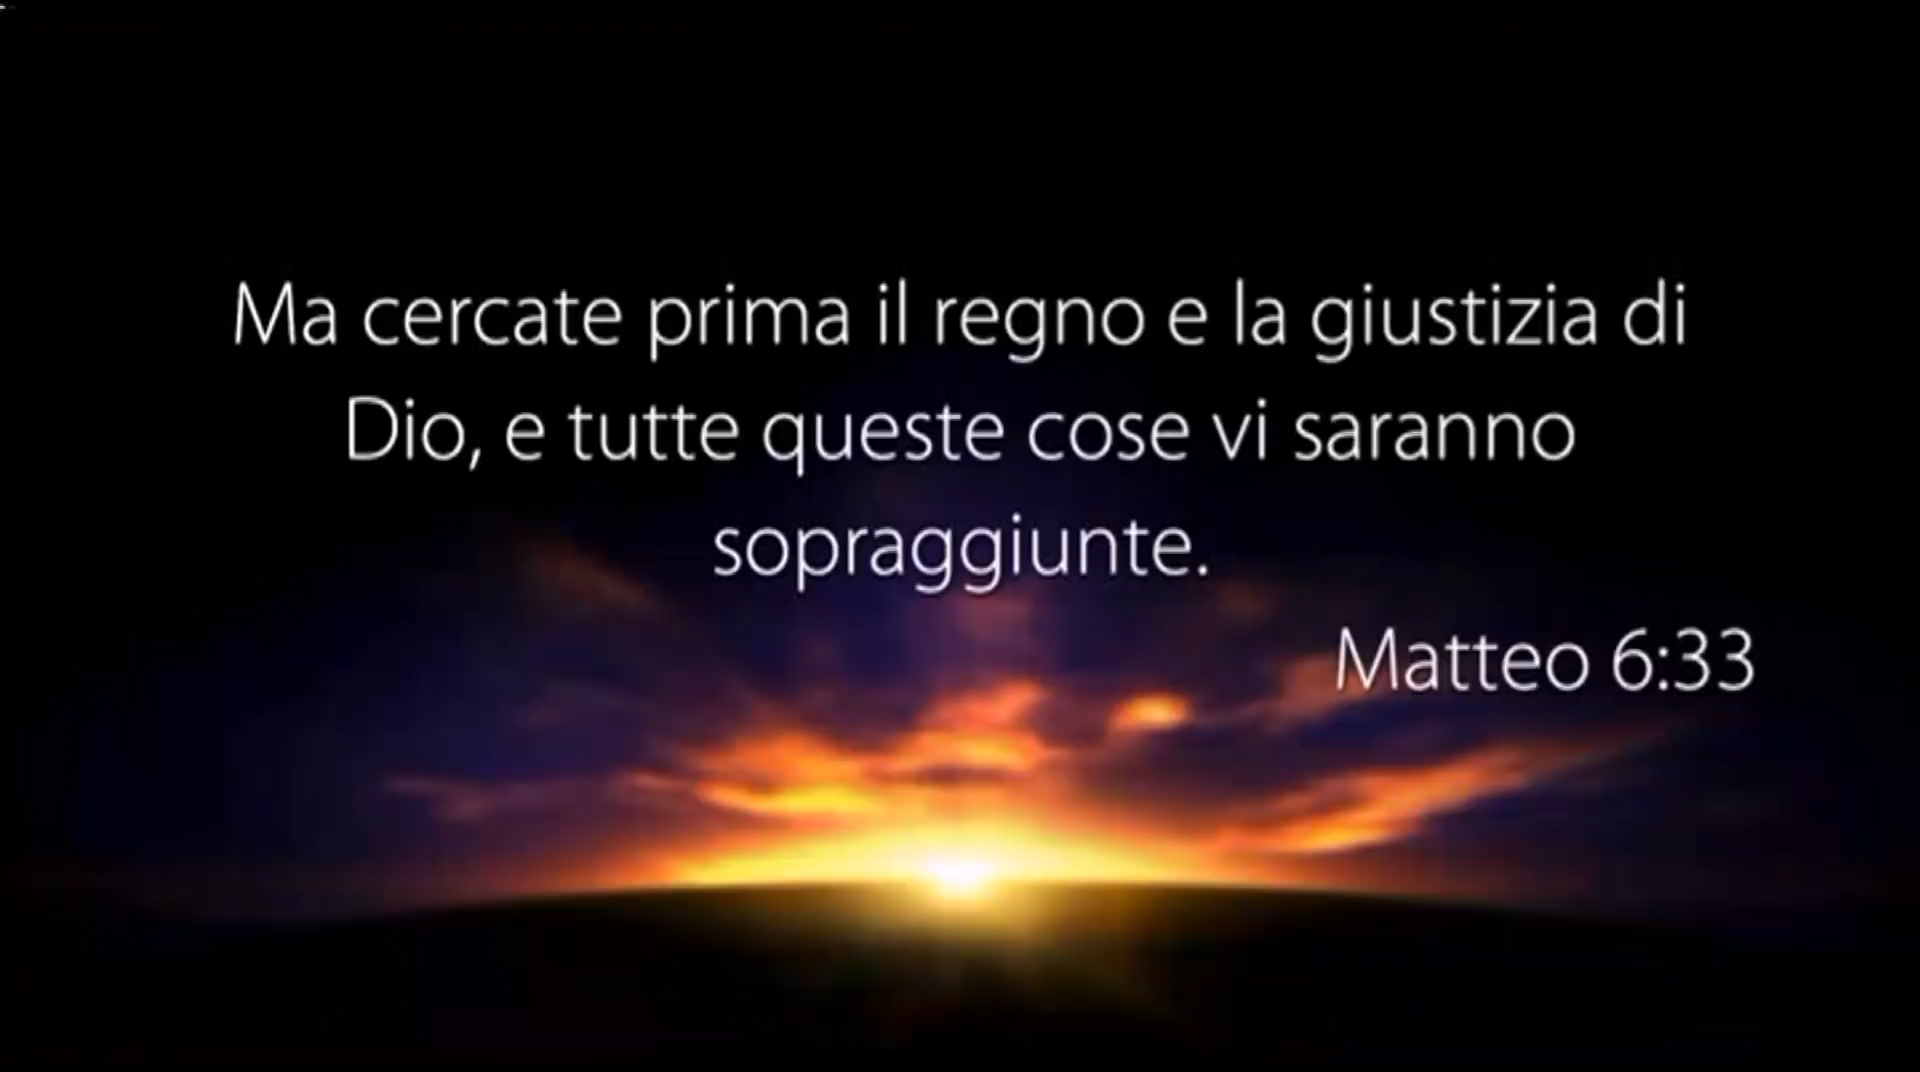 Ma cercate prima il regno e la giustizia di
Dio, e tutte queste cose vi saranno
sopraggiunte.
Matteo 6:33